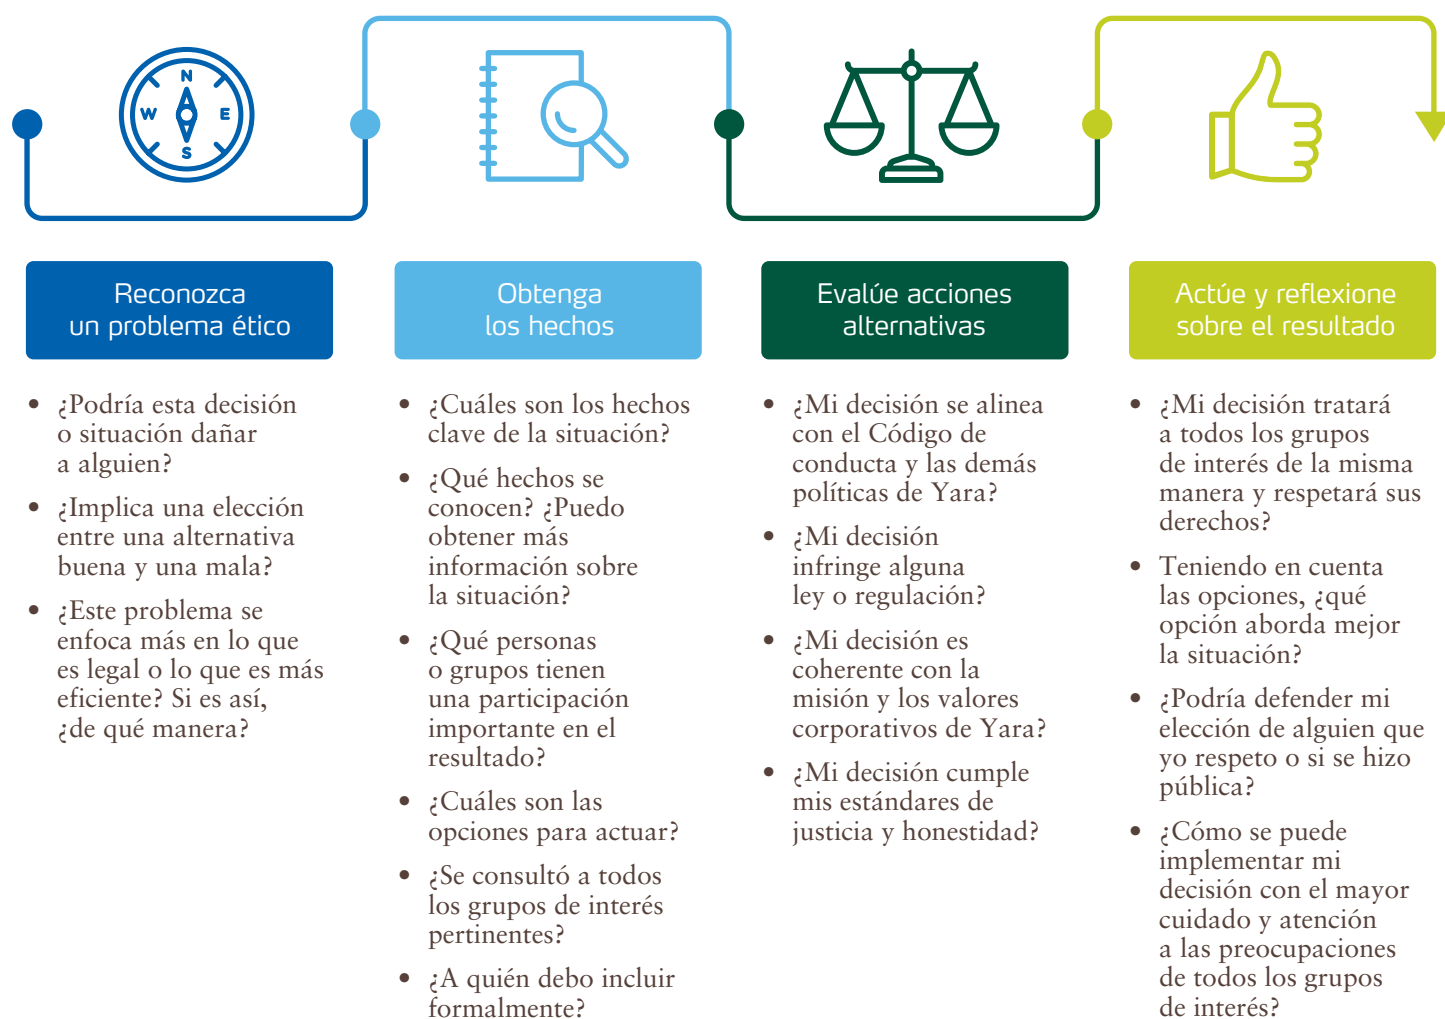 N
W
E
S
Reconozca
un problema ético
• ¿Podría esta decisión
o situación dañar
a alguien?
• ¿Implica una elección
entre una alternativa
buena y una mala?
• ¿Este problema se
enfoca más en lo que
es legal o lo que es más
eficiente? Si es así,
¿de qué manera?
Obtenga
los hechos
• ¿Cuáles son los hechos
clave de la situación?
• ¿Qué hechos se
conocen? ¿Puedo
obtener más
información sobre
la situación?
• ¿Qué personas
o grupos tienen
una participación
importante en el
resultado?
• ¿Cuáles son las
opciones para actuar?
• ¿Se consultó a todos
los grupos de interés
pertinentes?
• ¿A quién debo incluir
formalmente?
Evalúe acciones
alternativas
• ¿Mi decisión se alinea
con el Código de
conducta y las demás
políticas de Yara?
• ¿Mi decisión
infringe alguna
ley o regulación?
• ¿Mi decisión es
coherente con la
misión y los valores
corporativos de Yara?
• ¿Mi decisión cumple
mis estándares de
justicia y honestidad?
Actúe y reflexione
sobre el resultado
• ¿Mi decisión tratará
a todos los grupos
de interés de la misma
manera y respetará sus
derechos?
• Teniendo en cuenta
las opciones, ¿qué
opción aborda mejor
la situación?
• ¿Podría defender mi
elección de alguien que
yo respeto o si se hizo
pública?
• ¿Cómo se puede
implementar mi
decisión con el mayor
cuidado y atención
a las preocupaciones
de todos los grupos
de interés?